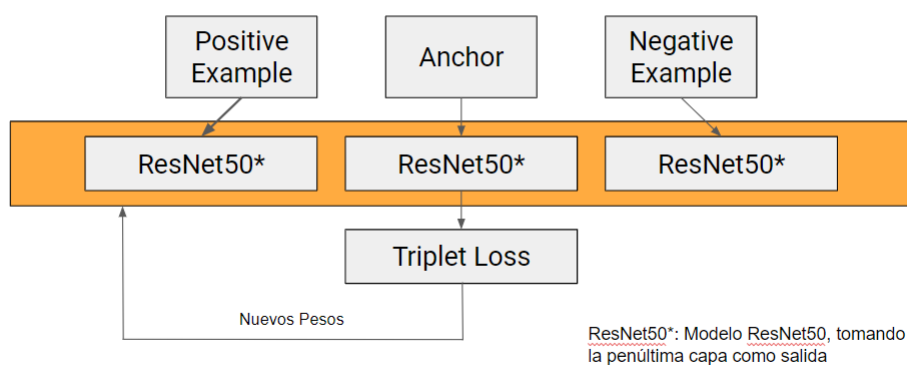 Positive
Example
Anchor
Negative
Example
ResNet50*
ResNet50*
ResNet50*
Triplet Loss
Nuevos Pesos
ResNet50*: Modelo ResNet50, tomando
la penúltima capa como salida